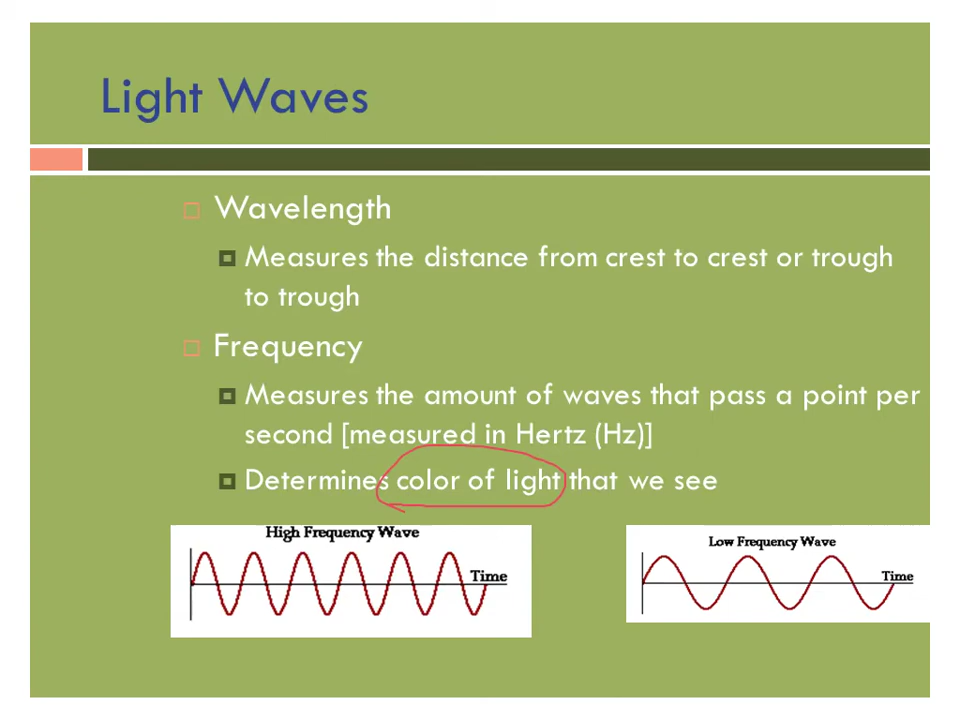 Light Waves
Wavelength
Measures the distance from crest to crest or trough
to trough
Frequency
Measures the amount of waves that pass a point per
second [measured in Hertz (Hz)]
Determines color of light that we see
High Frequency Wave
Time
Low Frequency Wave
Time